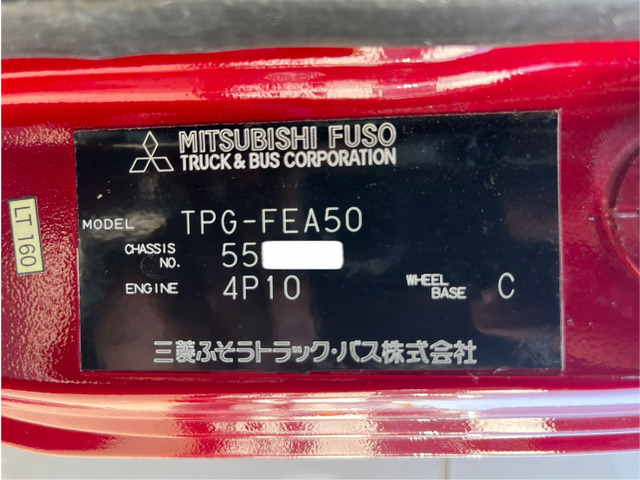 MITSUBISHI FUSO
TRUCK & BUS CORPORATION
MODEL TPG-FEA50
CHASSIS NO. 55
ENGINE 4P10 WHEEL BASE C
三菱ふそうトラック・バス株式会社
LT 160